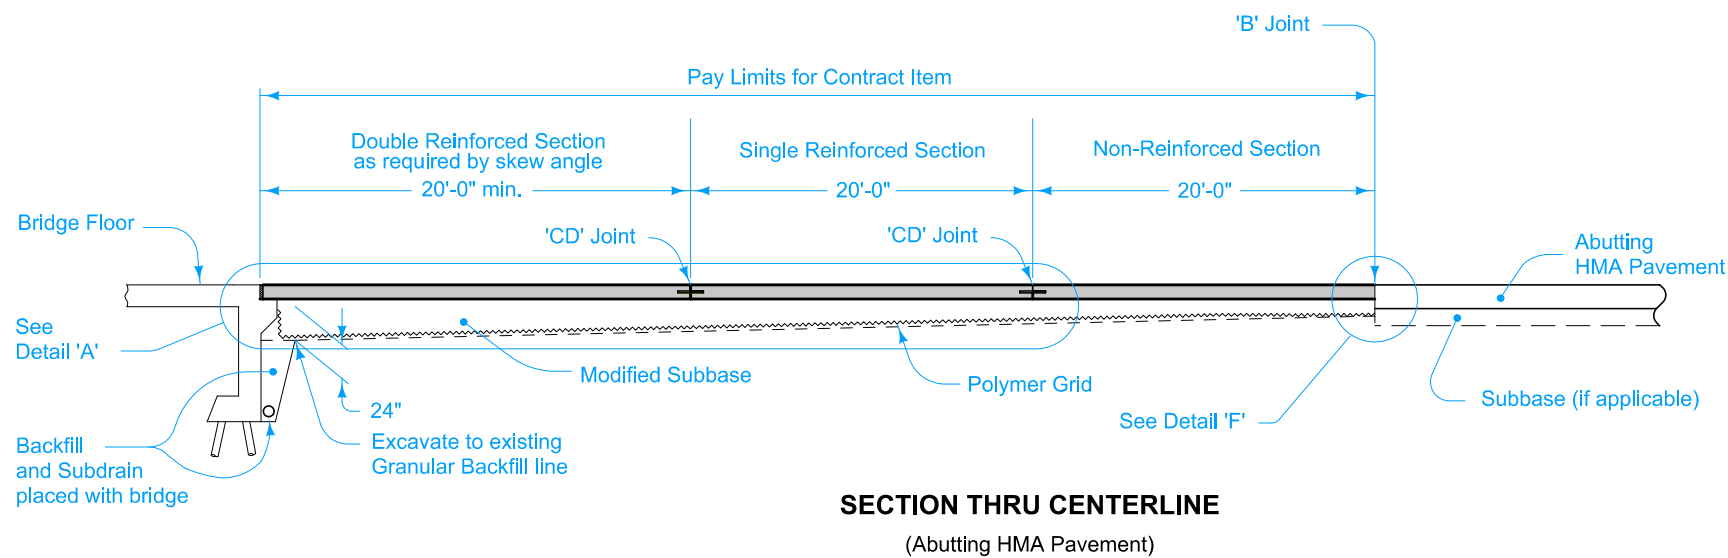 'B' Joint
Pay Limits for Contract Item
Double Reinforced Section
as required by skew angle
20'-0" min.
Single Reinforced Section
20'-0"
Non-Reinforced Section
20'-0"
Bridge Floor
'CD' Joint
'CD' Joint
Abutting
HMA Pavement
See
Detail 'A'
Modified Subbase
Polymer Grid
Subbase (if applicable)
24"
See Detail 'F'
Excavate to existing
Granular Backfill line
Backfill
and Subdrain
placed with bridge
SECTION THRU CENTERLINE
(Abutting HMA Pavement)